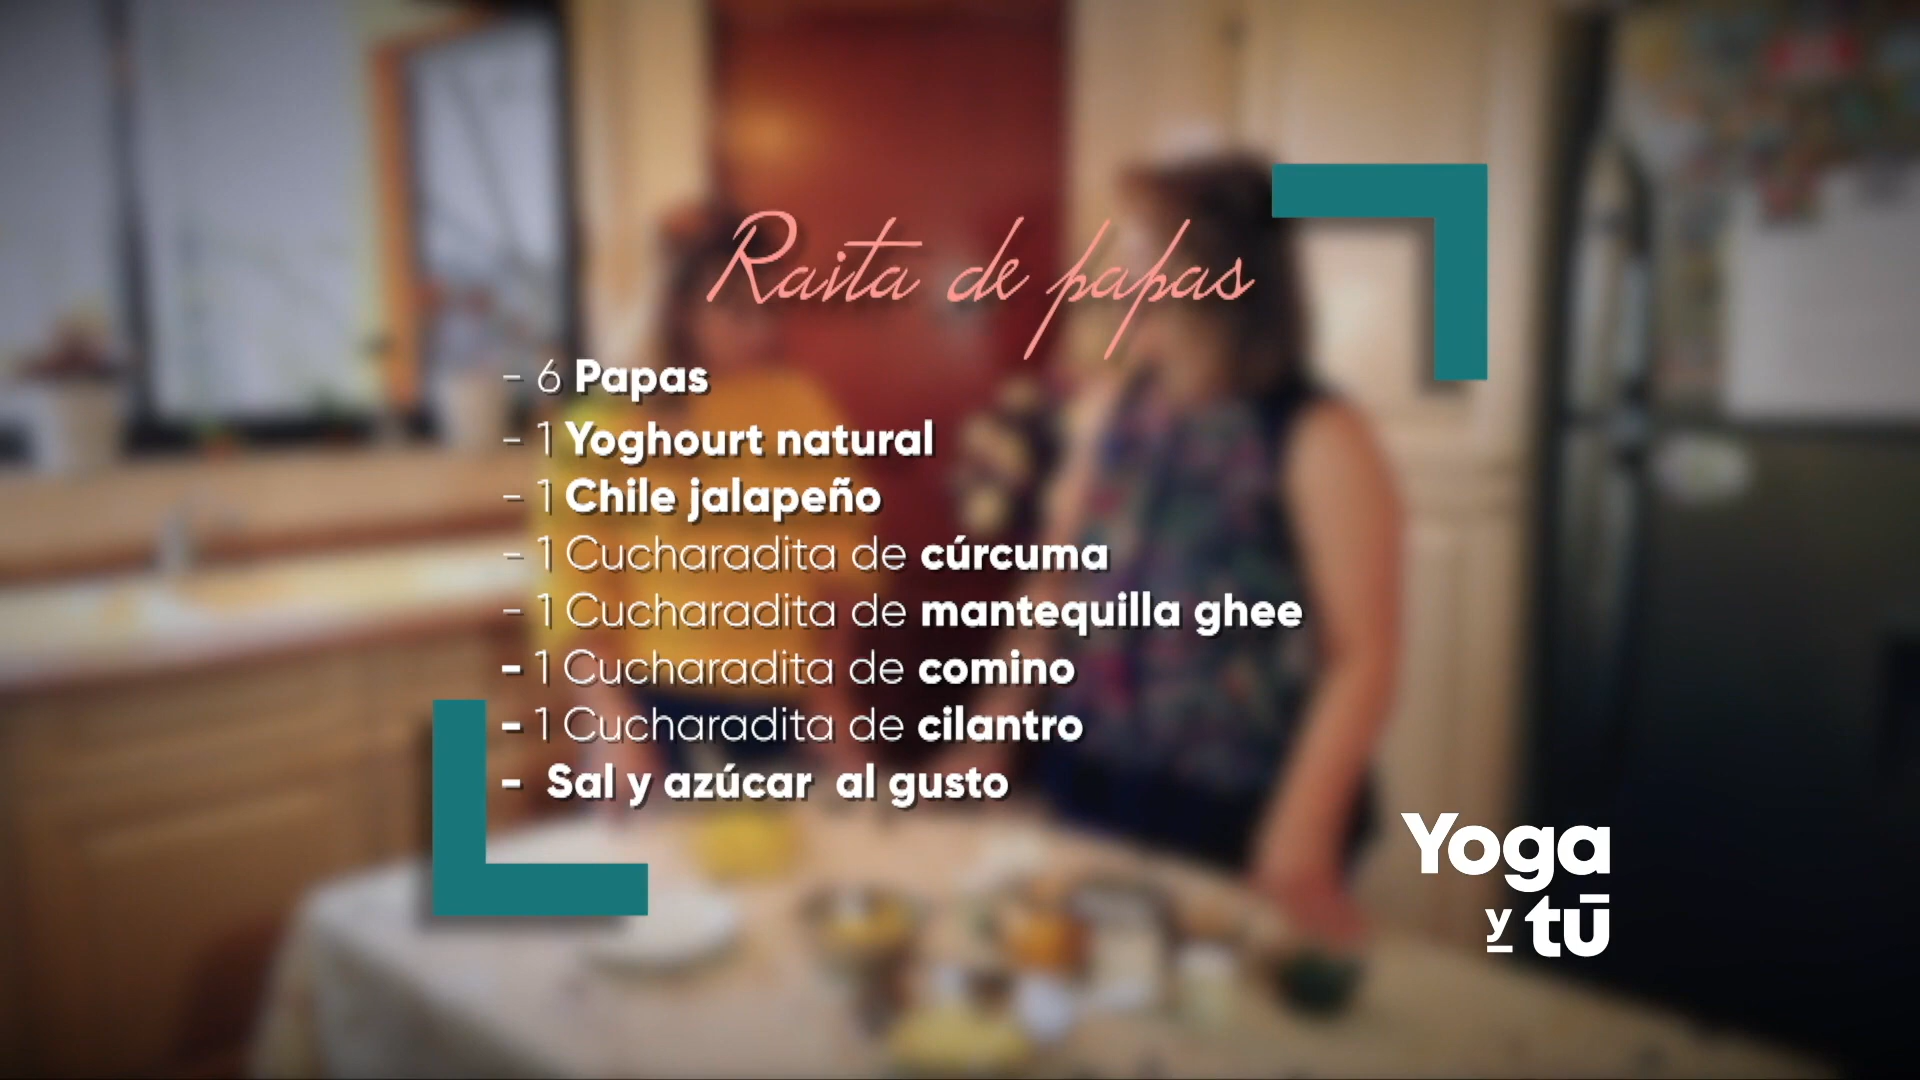 Raita de papas
- 6 Papas
- 1 Yoghourt natural
- 1 Chile jalapeño
- 1 Cucharadita de cúrcuma
- 1 Cucharadita de mantequilla ghee
- 1 Cucharadita de comino
- 1 Cucharadita de cilantro
- Sal y azúcar al gusto
Yoga
y tū